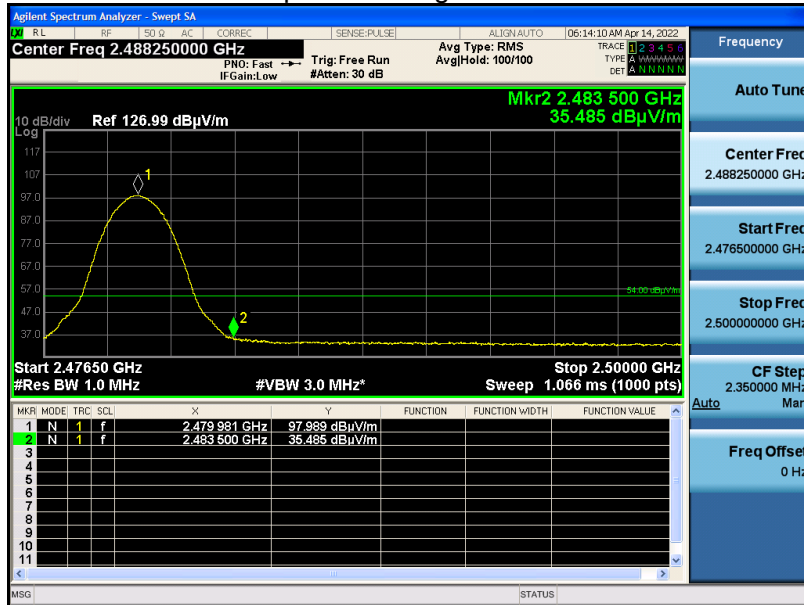 Agilent Spectrum Analyzer - Swept SA
LXI RL RF 50 Ω AC CORREC SENSE:PULSE ALIGN AUTO 06:14:10 AM Apr 14, 2022
Center Freq 2.488250000 GHz
PNO: Fast
IFGain:Low
Trig: Free Run
#Atten: 30 dB
Avg Type: RMS
Avg|Hold: 100/100
TRACE 1 2 3 4 5 6
TYPE A WWWWW
DET A N N N N N
Mkr2 2.483 500 GHz
35.485 dBµV/m
10 dB/div
Log
Ref 126.99 dBµV/m
117
107
97.0
87.0
77.0
67.0
57.0
47.0
37.0
1
2
54.00 dBµV/m
Start 2.47650 GHz
Stop 2.50000 GHz
#Res BW 1.0 MHz
#VBW 3.0 MHz*
Sweep 1.066 ms (1000 pts)
MKR MODE TRC SCL X Y FUNCTION FUNCTION WIDTH FUNCTION VALUE
1 N 1 f 2.479 981 GHz 97.989 dBµV/m
2 N 1 f 2.483 500 GHz 35.485 dBµV/m
3
4
5
6
7
8
9
10
11
MSG
STATUS
Frequency
Auto Tune
Center Freq
2.488250000 GHz
Start Freq
2.476500000 GHz
Stop Freq
2.500000000 GHz
CF Step
2.350000 MHz
Auto Man
Freq Offset
0 Hz